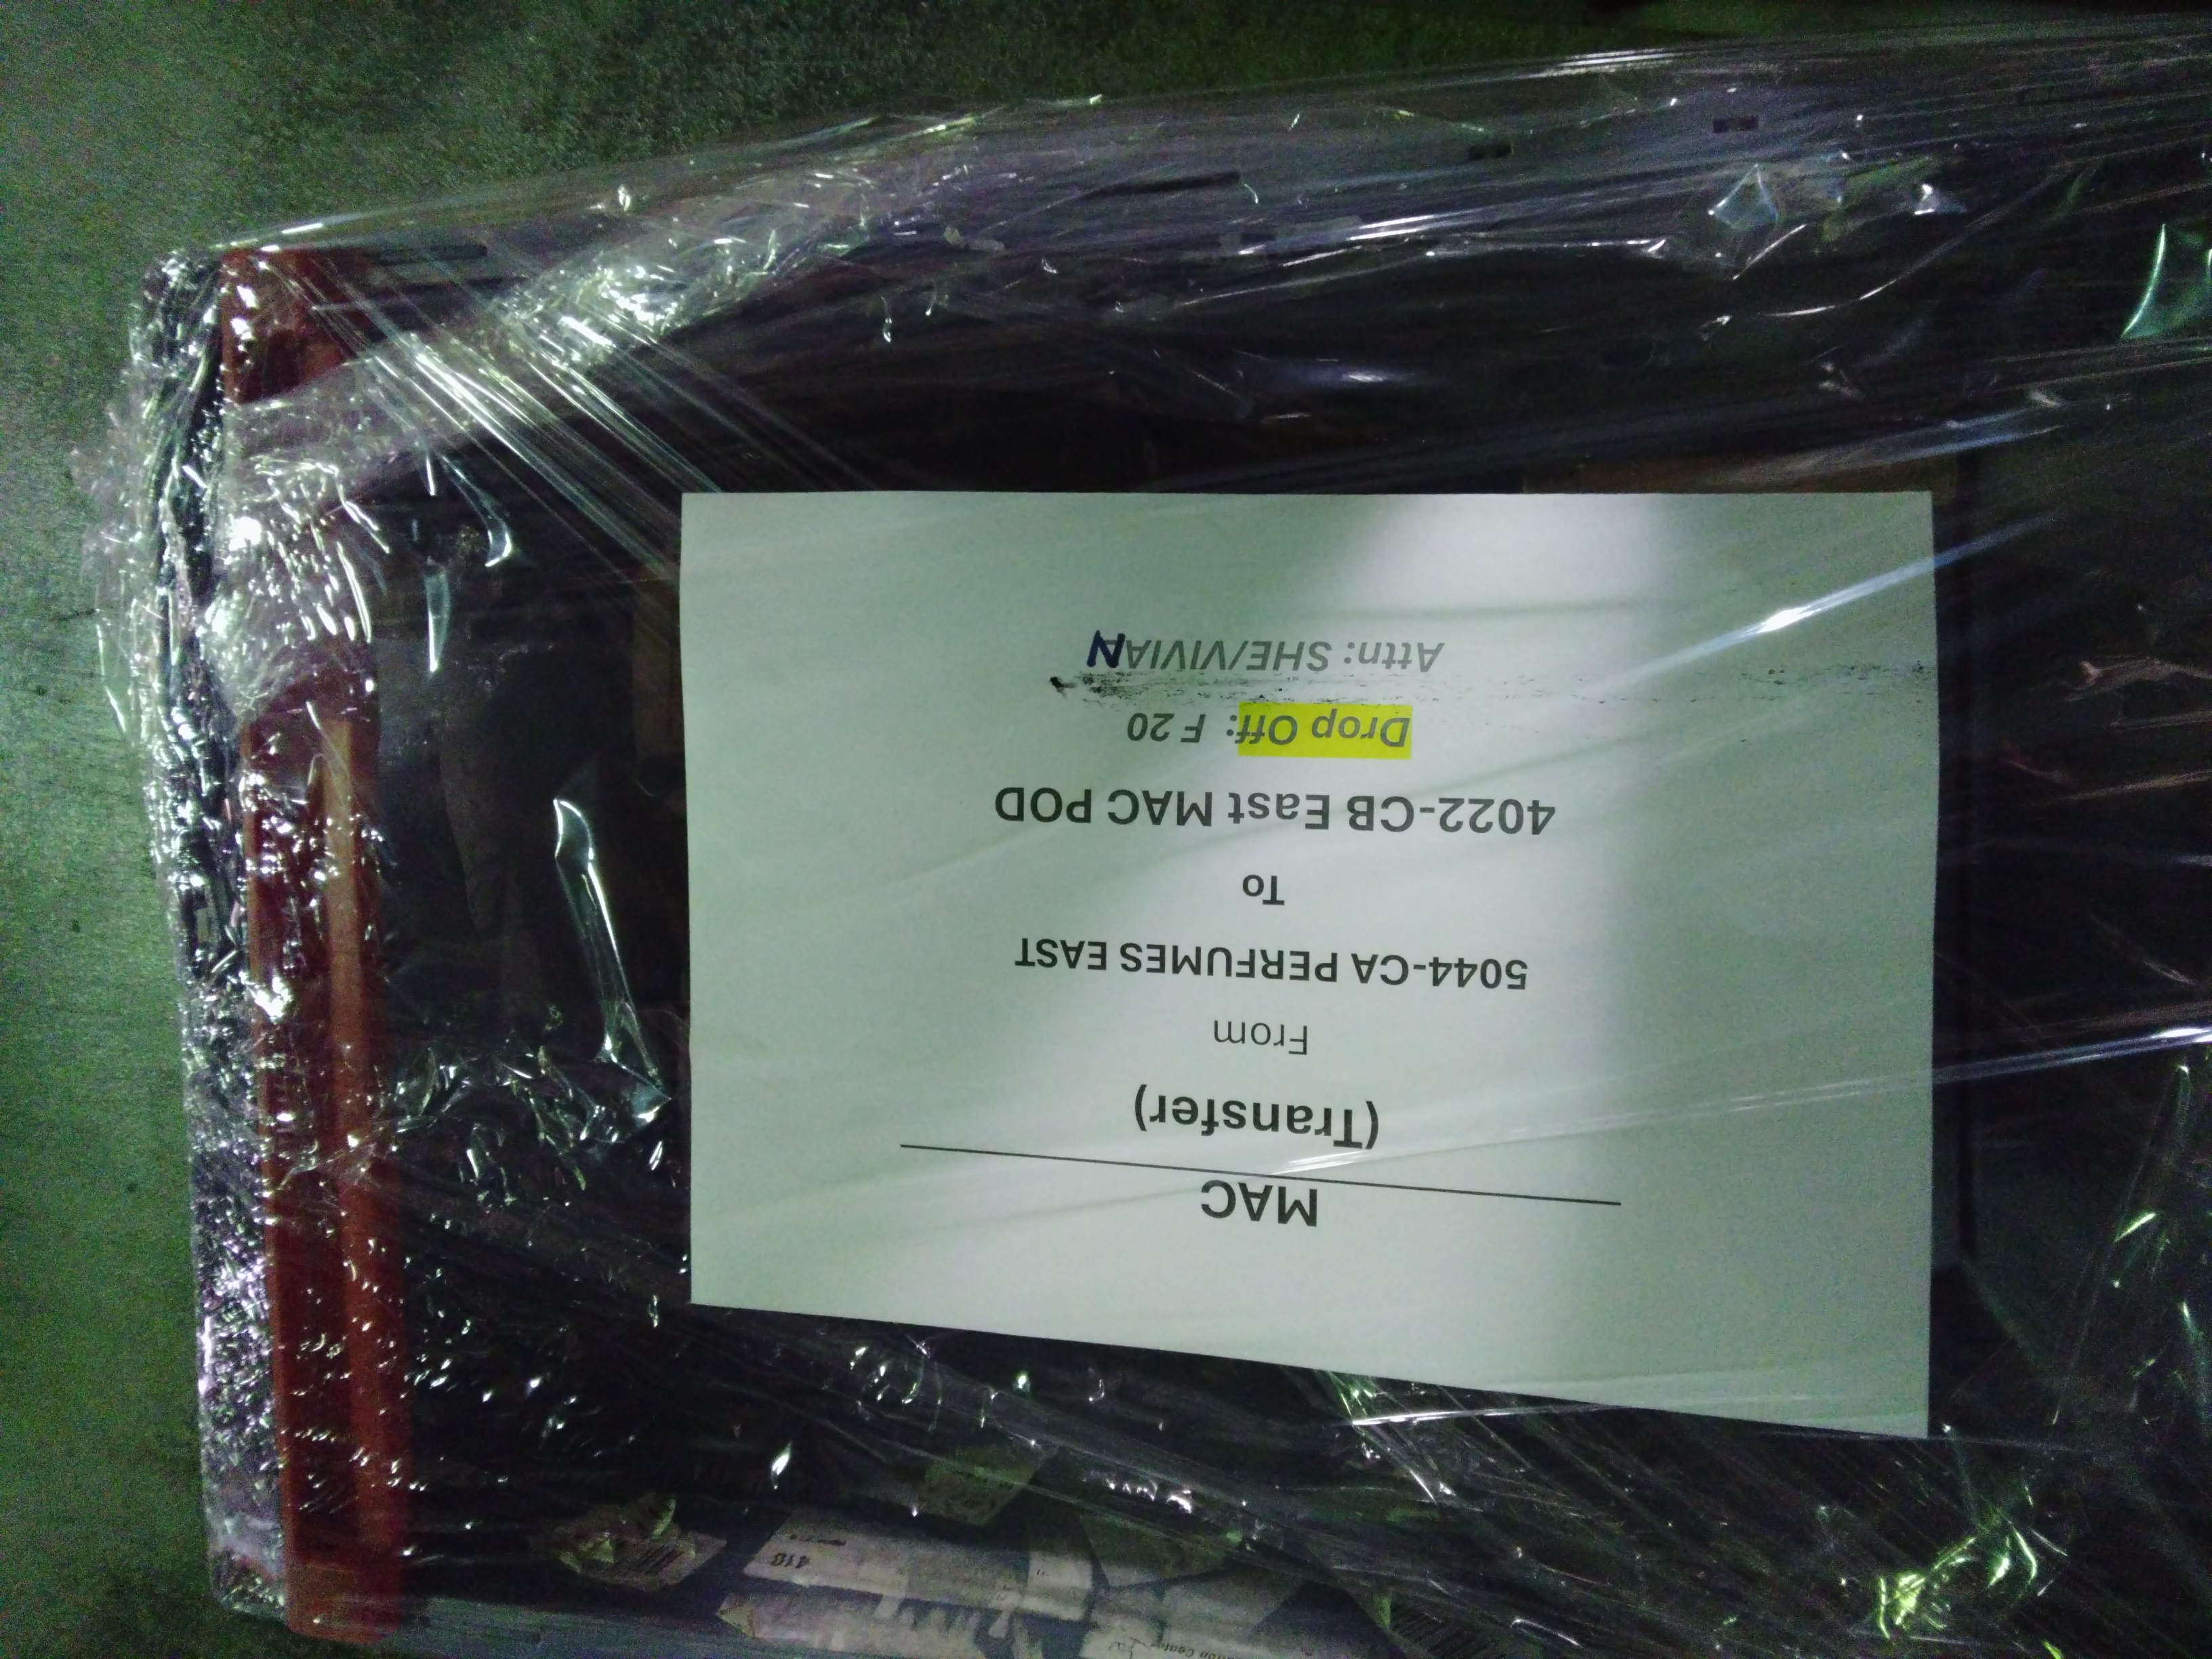 MAC
(Transfer)
From
5044-CA PERFUMES EAST
To
4022-CB East MAC POD
Drop Off: F 20
Attn: SHE/VIVIAN
418